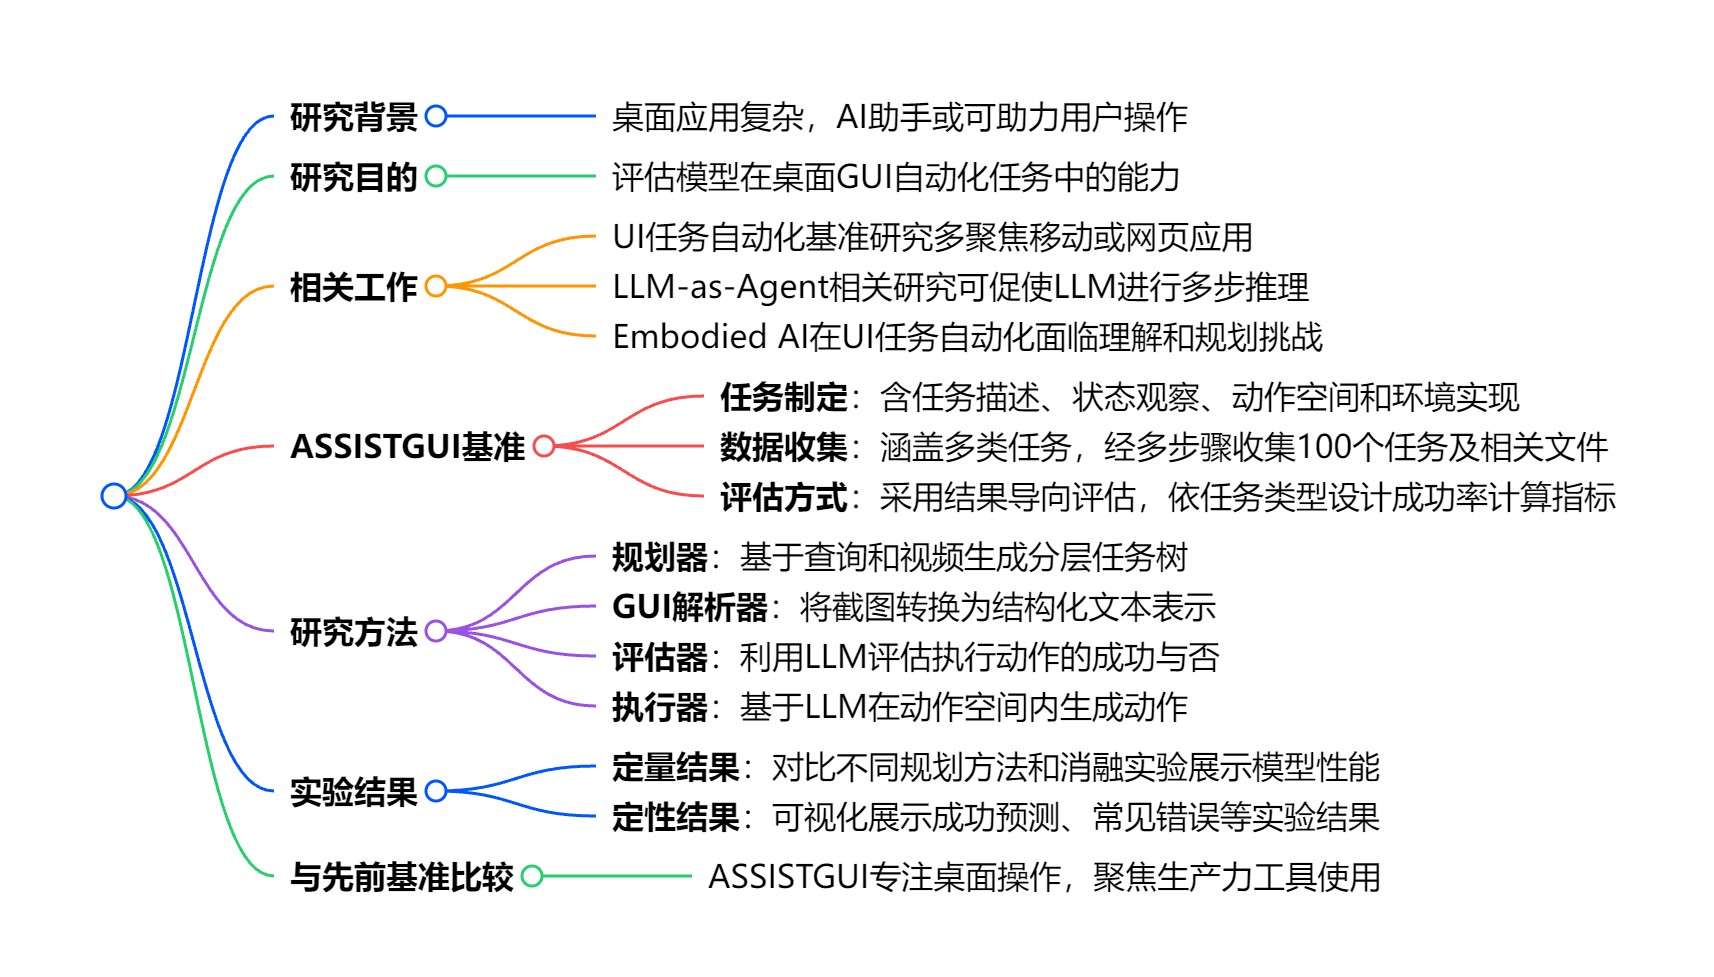 研究背景
桌面应用复杂，AI助手或可助力用户操作
研究目的
评估模型在桌面GUI自动化任务中的能力
相关工作
UI任务自动化基准研究多聚焦移动或网页应用
LLM-as-Agent相关研究可促使LLM进行多步推理
Embodied AI在UI任务自动化面临理解和规划挑战
ASSISTGUI基准
任务制定：含任务描述、状态观察、动作空间和环境实现
数据收集：涵盖多类任务，经多步骤收集100个任务及相关文件
评估方式：采用结果导向评估，依任务类型设计成功率计算指标
研究方法
规划器：基于查询和视频生成分层任务树
GUI解析器：将截图转换为结构化文本表示
评估器：利用LLM评估执行动作的成功与否
执行器：基于LLM在动作空间内生成动作
实验结果
定量结果：对比不同规划方法和消融实验展示模型性能
定性结果：可视化展示成功预测、常见错误等实验结果
与先前基准比较
ASSISTGUI专注桌面操作，聚焦生产力工具使用